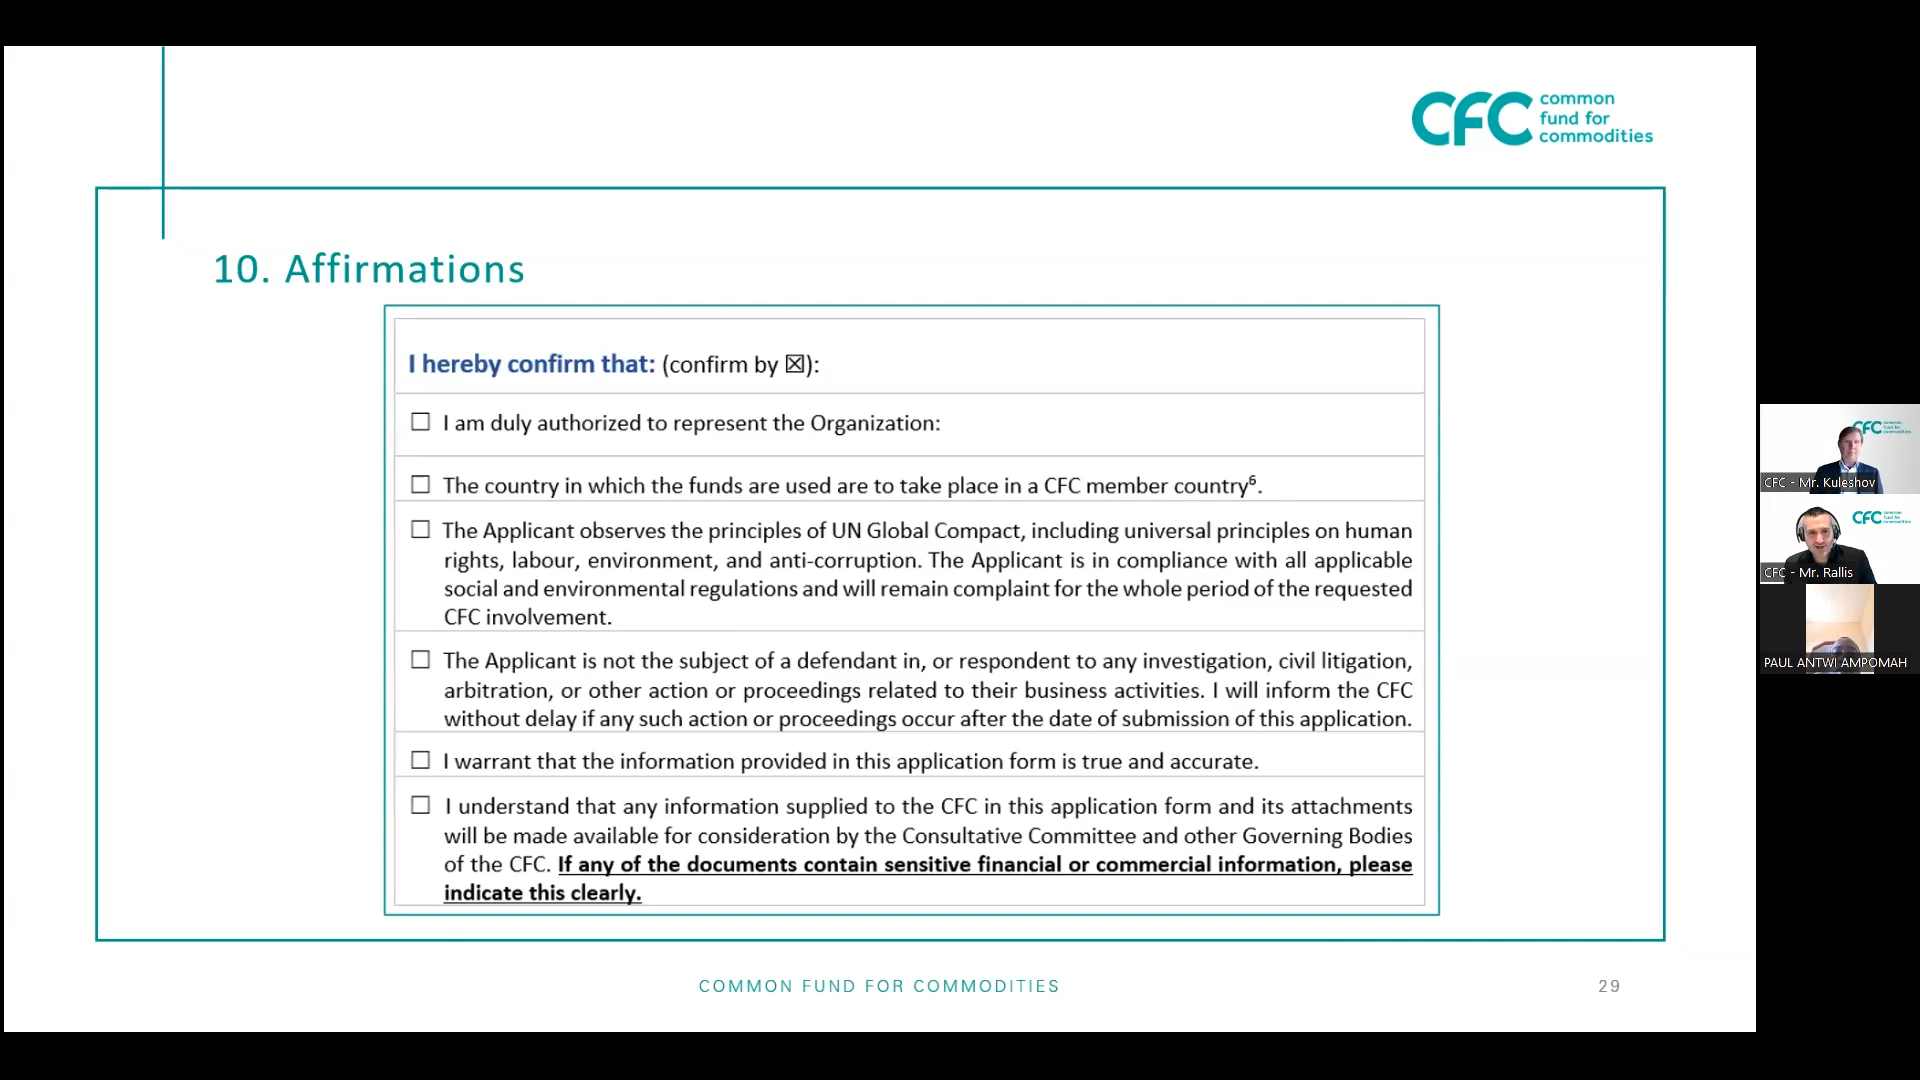 CFC common
fund for
commodities
10. Affirmations
I hereby confirm that: (confirm by ☒):
☐ I am duly authorized to represent the Organization:
☐ The country in which the funds are used are to take place in a CFC member country⁶.
☐ The Applicant observes the principles of UN Global Compact, including universal principles on human
rights, labour, environment, and anti-corruption. The Applicant is in compliance with all applicable
social and environmental regulations and will remain complaint for the whole period of the requested
CFC involvement.
☐ The Applicant is not the subject of a defendant in, or respondent to any investigation, civil litigation,
arbitration, or other action or proceedings related to their business activities. I will inform the CFC
without delay if any such action or proceedings occur after the date of submission of this application.
☐ I warrant that the information provided in this application form is true and accurate.
☐ I understand that any information supplied to the CFC in this application form and its attachments
will be made available for consideration by the Consultative Committee and other Governing Bodies
of the CFC. If any of the documents contain sensitive financial or commercial information, please
indicate this clearly.
COMMON FUND FOR COMMODITIES
29
CFC common
fund for
commodities
CFC - Mr. Kuleshov
CFC common
fund for
commodities
CFC - Mr. Rallis
PAUL ANTWI AMPOMAH